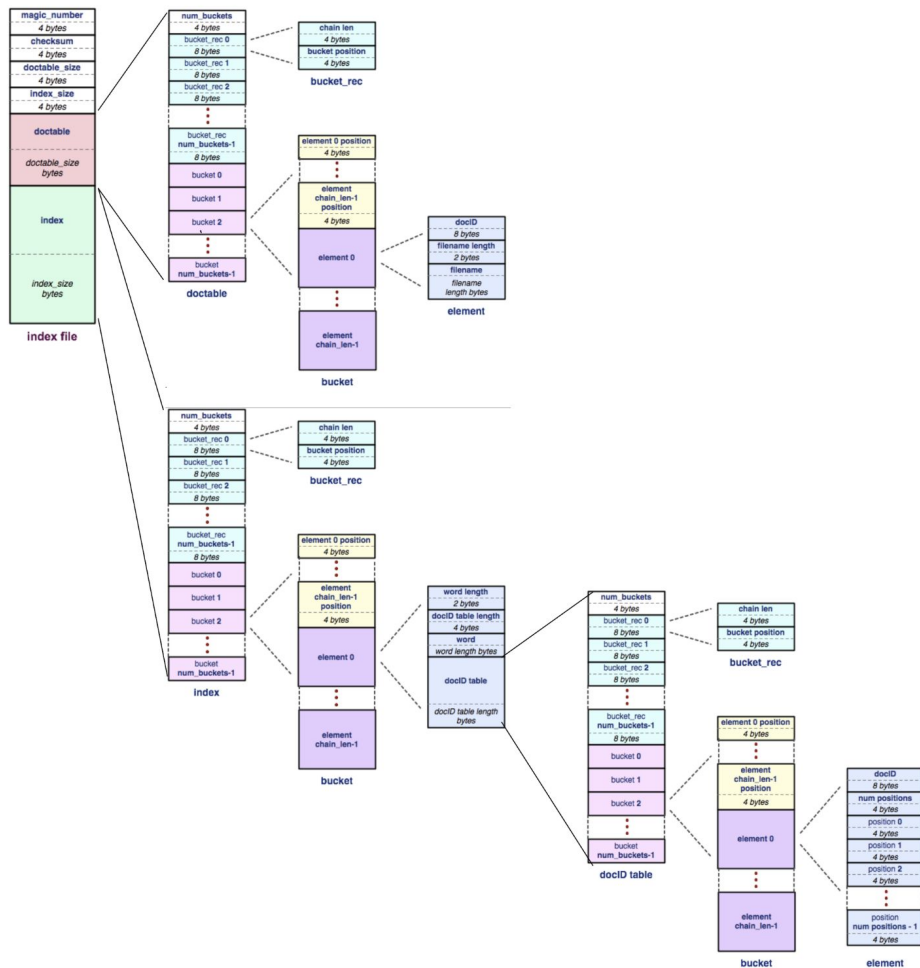 magic_number
4 bytes
checksum
4 bytes
doctable_size
4 bytes
index_size
4 bytes
doctable
doctable_size
bytes
index
index_size
bytes
index file
num_buckets
4 bytes
bucket_rec 0
8 bytes
bucket_rec 1
8 bytes
bucket_rec 2
8 bytes
bucket_rec
num_buckets-1
8 bytes
bucket 0
bucket 1
bucket 2
bucket
num_buckets-1
doctable
chain len
4 bytes
bucket position
4 bytes
bucket_rec
element 0 position
4 bytes
element
chain_len-1
position
4 bytes
element 0
element
chain_len-1
bucket
docID
8 bytes
filename length
2 bytes
filename
filename
length bytes
element
num_buckets
4 bytes
bucket_rec 0
8 bytes
bucket_rec 1
8 bytes
bucket_rec 2
8 bytes
bucket_rec
num_buckets-1
8 bytes
bucket 0
bucket 1
bucket 2
bucket
num_buckets-1
index
chain len
4 bytes
bucket position
4 bytes
bucket_rec
element 0 position
4 bytes
element
chain_len-1
position
4 bytes
element 0
element
chain_len-1
bucket
word length
2 bytes
docID table length
4 bytes
word
word length bytes
docID table
docID table length
bytes
num_buckets
4 bytes
bucket_rec 0
8 bytes
bucket_rec 1
8 bytes
bucket_rec 2
8 bytes
bucket_rec
num_buckets-1
8 bytes
bucket 0
bucket 1
bucket 2
bucket
num_buckets-1
docID table
chain len
4 bytes
bucket position
4 bytes
bucket_rec
element 0 position
4 bytes
element
chain_len-1
position
4 bytes
element 0
element
chain_len-1
bucket
docID
8 bytes
num positions
4 bytes
position 0
4 bytes
position 1
4 bytes
position 2
4 bytes
position
num positions - 1
4 bytes
element